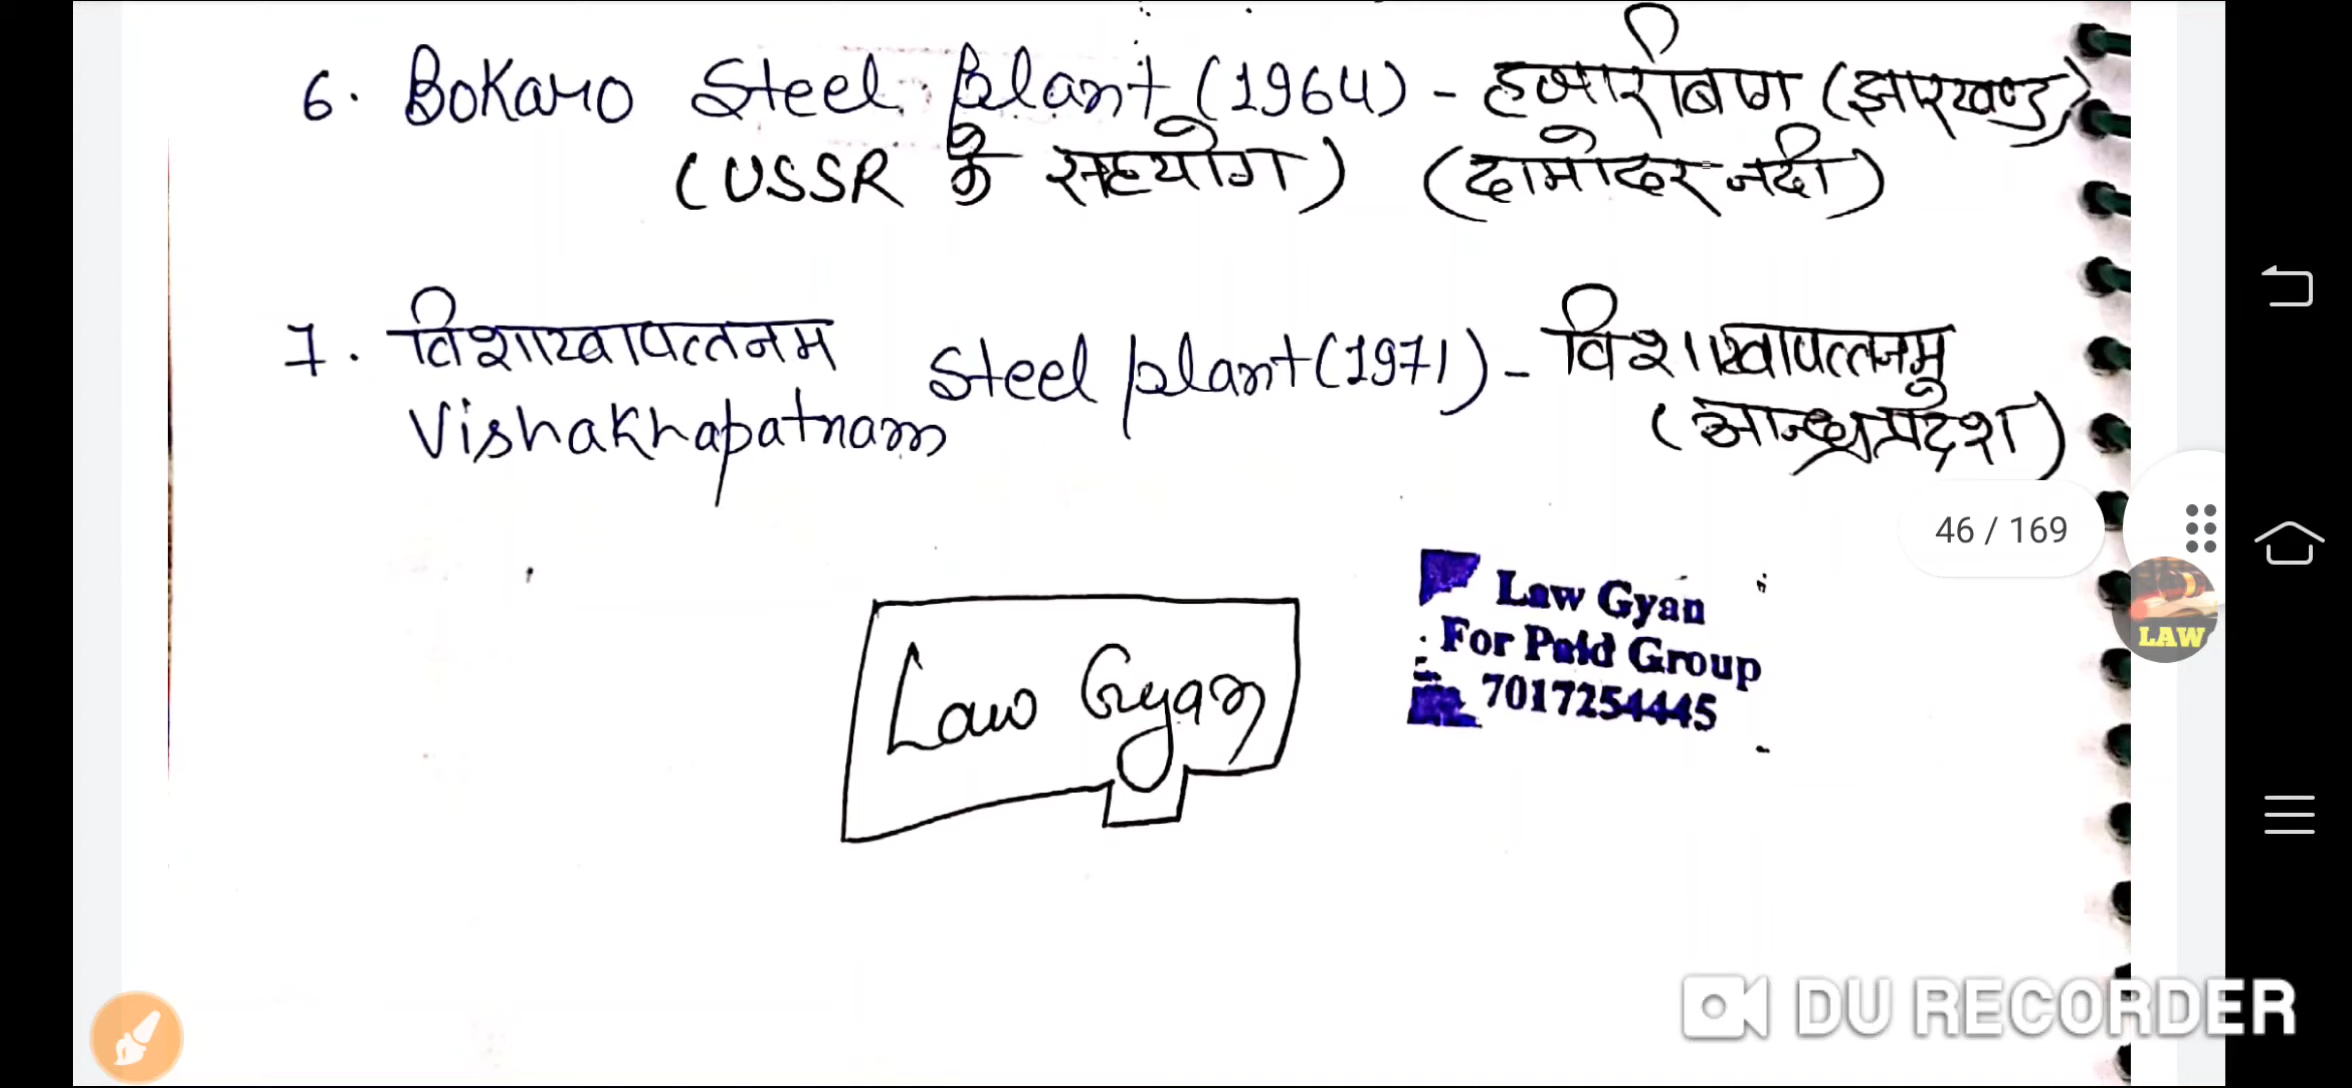 6. Bokaro Steel Plant (1964) - हजारीबाग (झारखण्ड)
(USSR के सहयोग) (दामोदर नदी)
7. विशाखापत्तनम Steel plant (1971) - विशाखापत्तनमु
Vishakhapatnam (आन्ध्रप्रदेश)
46 / 169
Law Gyan
For Paid Group
7017254445
Law Gyan
LAW
DU RECORDER